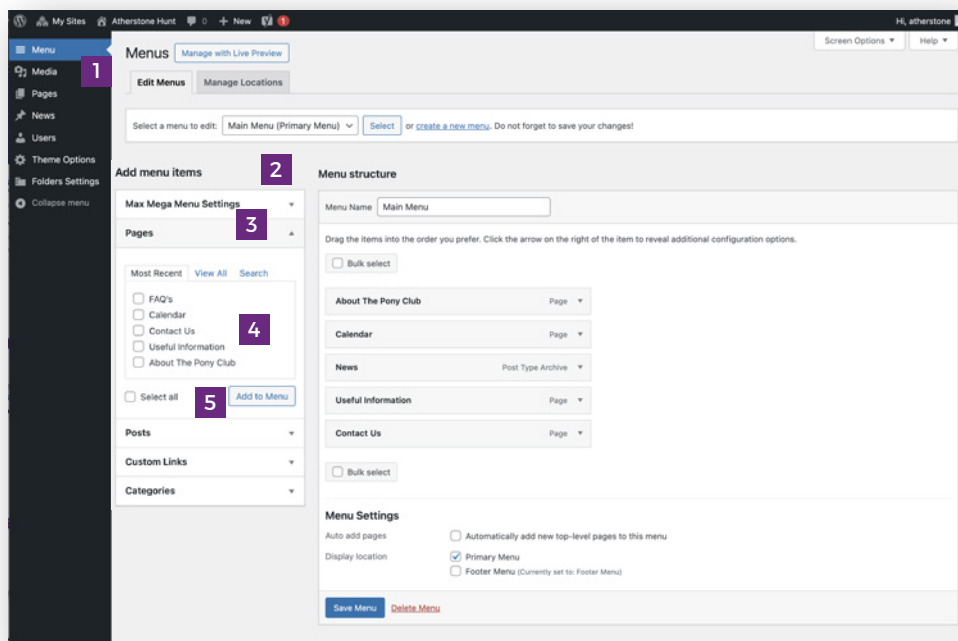 My Sites Atherstone Hunt 0 + New 1 Hi, atherstone
Screen Options Help
Menu
Media
Pages
News
Users
Theme Options
Folders Settings
Collapse menu
1
Menus Manage with Live Preview
Edit Menus Manage Locations
Select a menu to edit: Main Menu (Primary Menu) Select or create a new menu. Do not forget to save your changes!
Add menu items 2
Max Mega Menu Settings
Pages 3
Most Recent View All Search
FAQ's
Calendar
Contact Us
Useful Information
About The Pony Club
4
Select all 5 Add to Menu
Posts
Custom Links
Categories
Menu structure
Menu Name Main Menu
Drag the items into the order you prefer. Click the arrow on the right of the item to reveal additional configuration options.
Bulk select
About The Pony Club Page
Calendar Page
News Post Type Archive
Useful Information Page
Contact Us Page
Bulk select
Menu Settings
Auto add pages Automatically add new top-level pages to this menu
Display location Primary Menu
Footer Menu (Currently set to: Footer Menu)
Save Menu Delete Menu